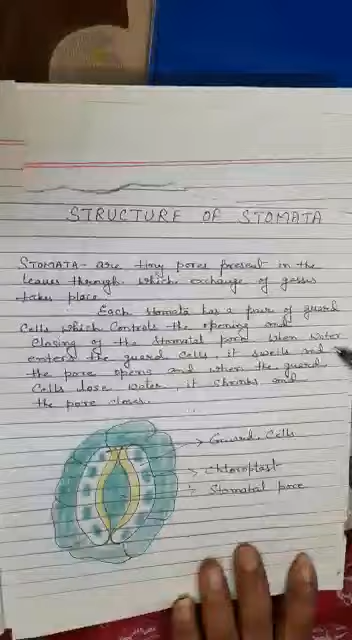 STRUCTURE OF STOMATA
STOMATA - are tiny pores present in the
leaves through which exchange of gasses
takes place.
Each stomata has a pair of guard
Cells which controls the opening and
closing of the stomatal pore. When water
enters the guard cells, it swells and
the pore opens and when the guard
Cells lose water, it shrinks and
the pore closes.
Guard Cells
Chloroplast
Stomatal pore